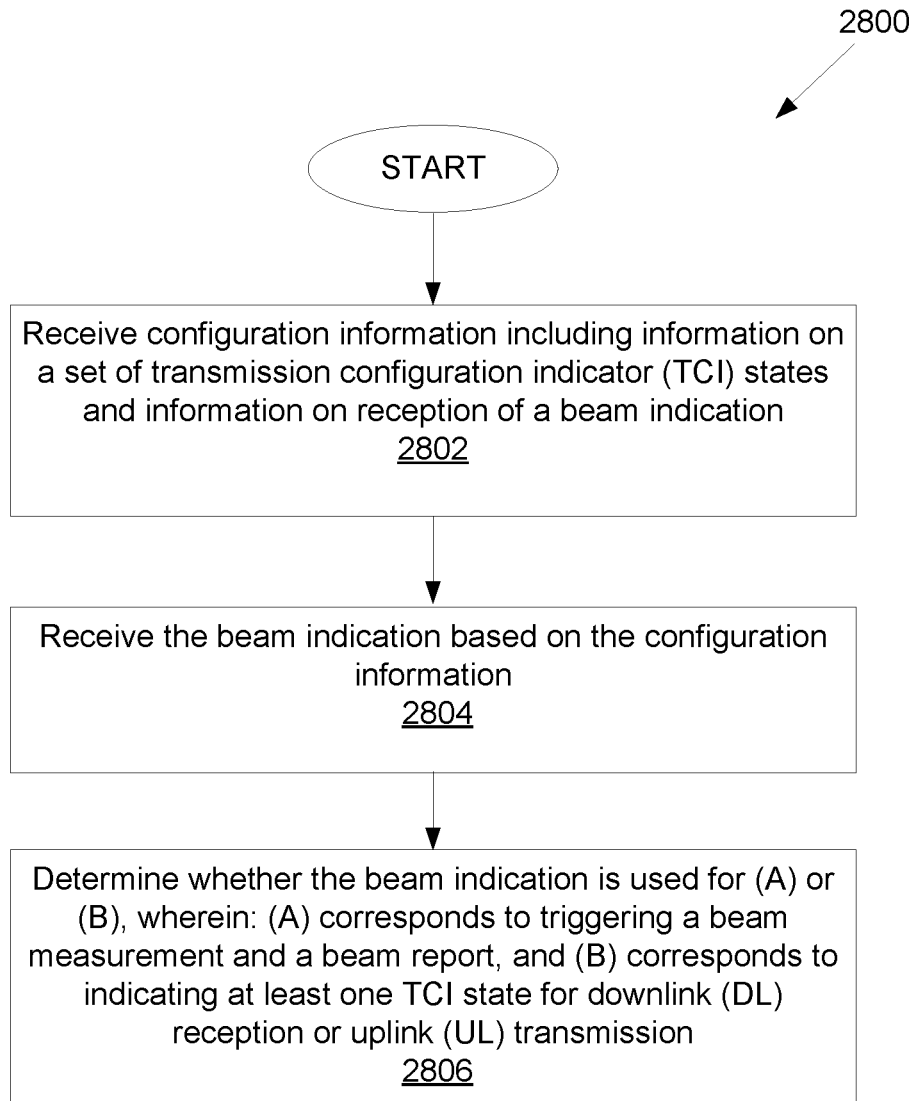 2800
START
Receive configuration information including information on
a set of transmission configuration indicator (TCI) states
and information on reception of a beam indication
2802
Receive the beam indication based on the configuration
information
2804
Determine whether the beam indication is used for (A) or
(B), wherein: (A) corresponds to triggering a beam
measurement and a beam report, and (B) corresponds to
indicating at least one TCI state for downlink (DL)
reception or uplink (UL) transmission
2806